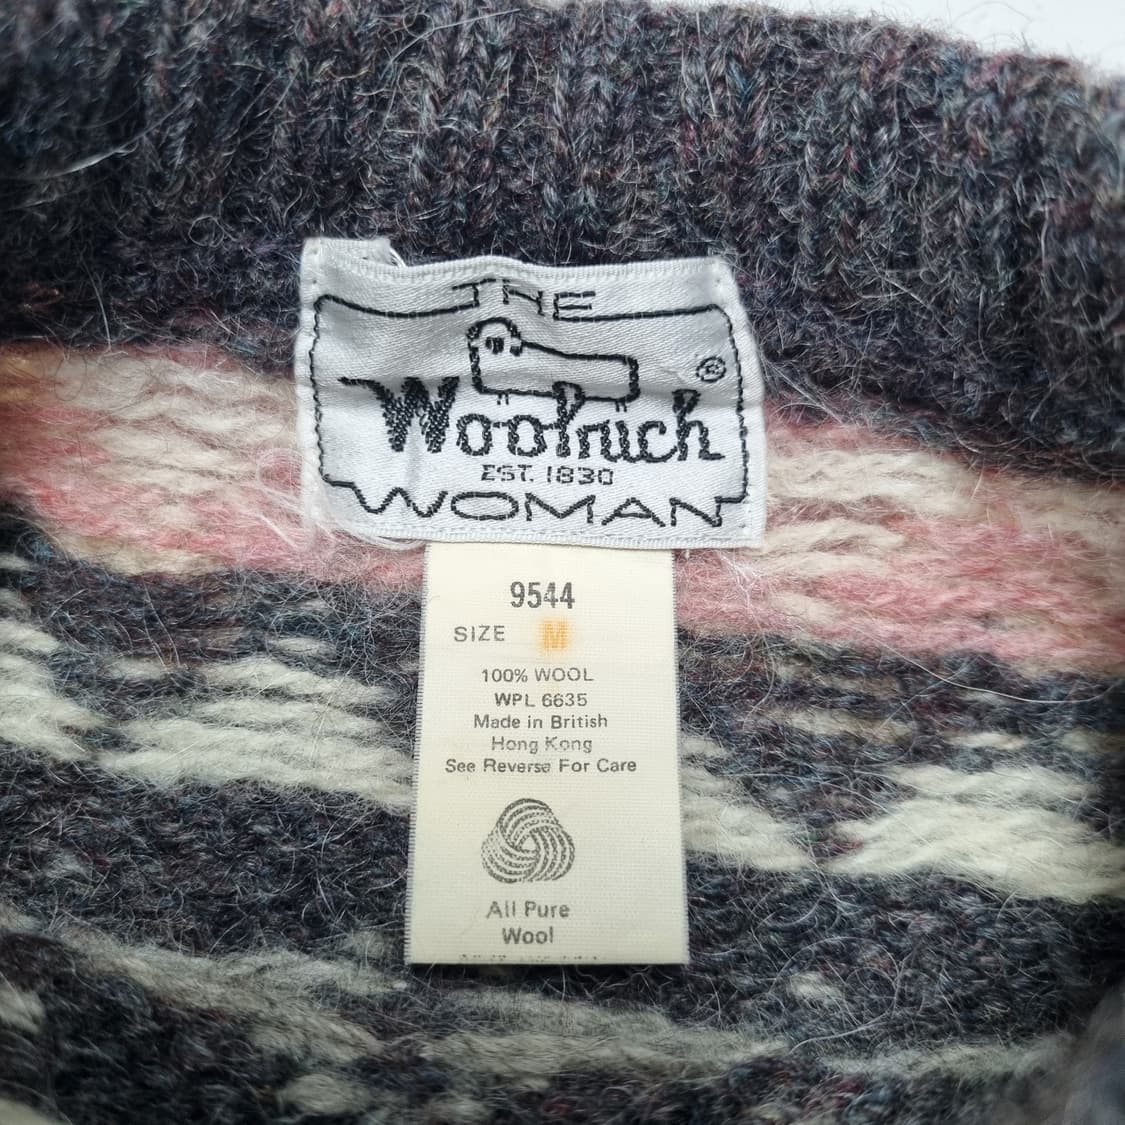 THE
Woolrich
®
EST. 1830
WOMAN
9544
SIZE M
100% WOOL
WPL 6635
Made in British
Hong Kong
See Reverse For Care
All Pure
Wool